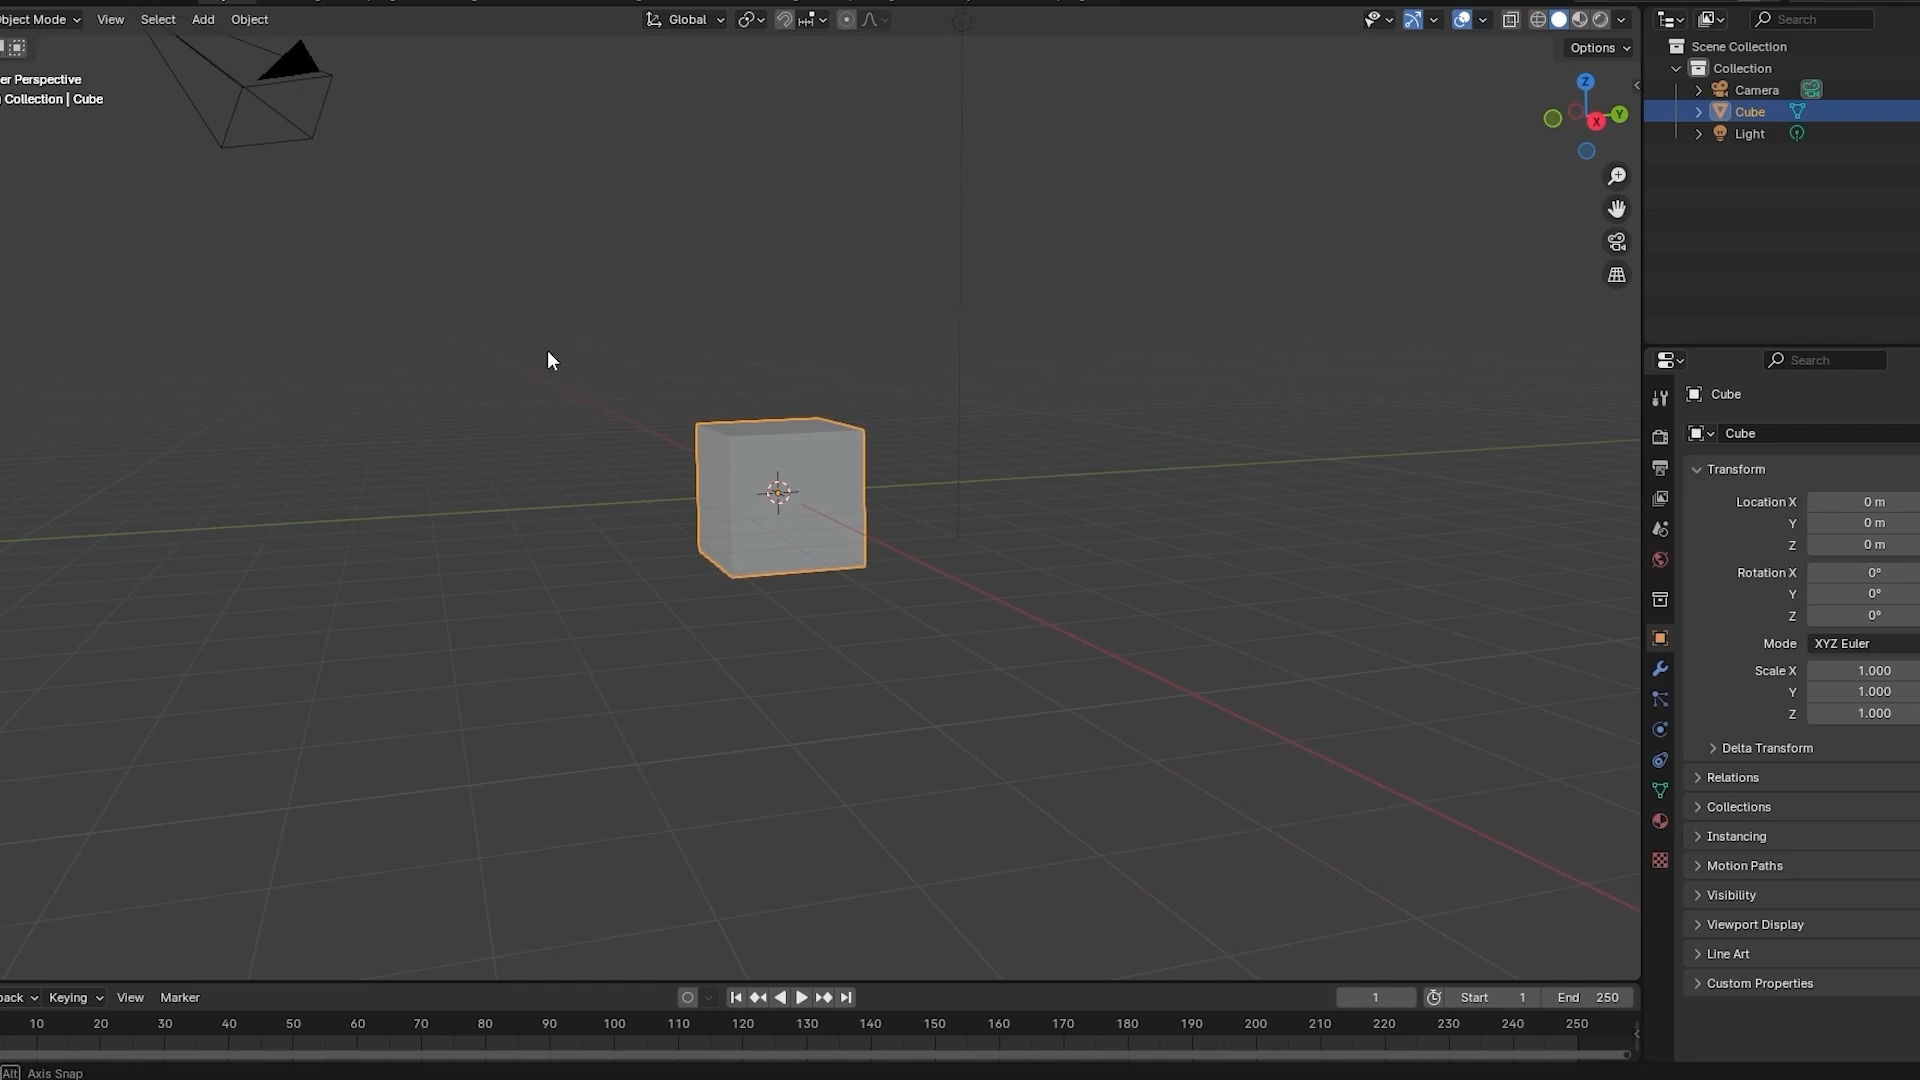 bject Mode View Select Add Object Global Search
Options
er Perspective
Collection | Cube
Scene Collection
Collection
Camera
Cube
Light
Z
Y
X
Search
Cube
Cube
Transform
Location X 0 m
Y 0 m
Z 0 m
Rotation X 0°
Y 0°
Z 0°
Mode XYZ Euler
Scale X 1.000
Y 1.000
Z 1.000
Delta Transform
Relations
Collections
Instancing
Motion Paths
Visibility
Viewport Display
Line Art
Custom Properties
back Keying View Marker 1 Start 1 End 250
10 20 30 40 50 60 70 80 90 100 110 120 130 140 150 160 170 180 190 200 210 220 230 240 250
Alt Axis Snap